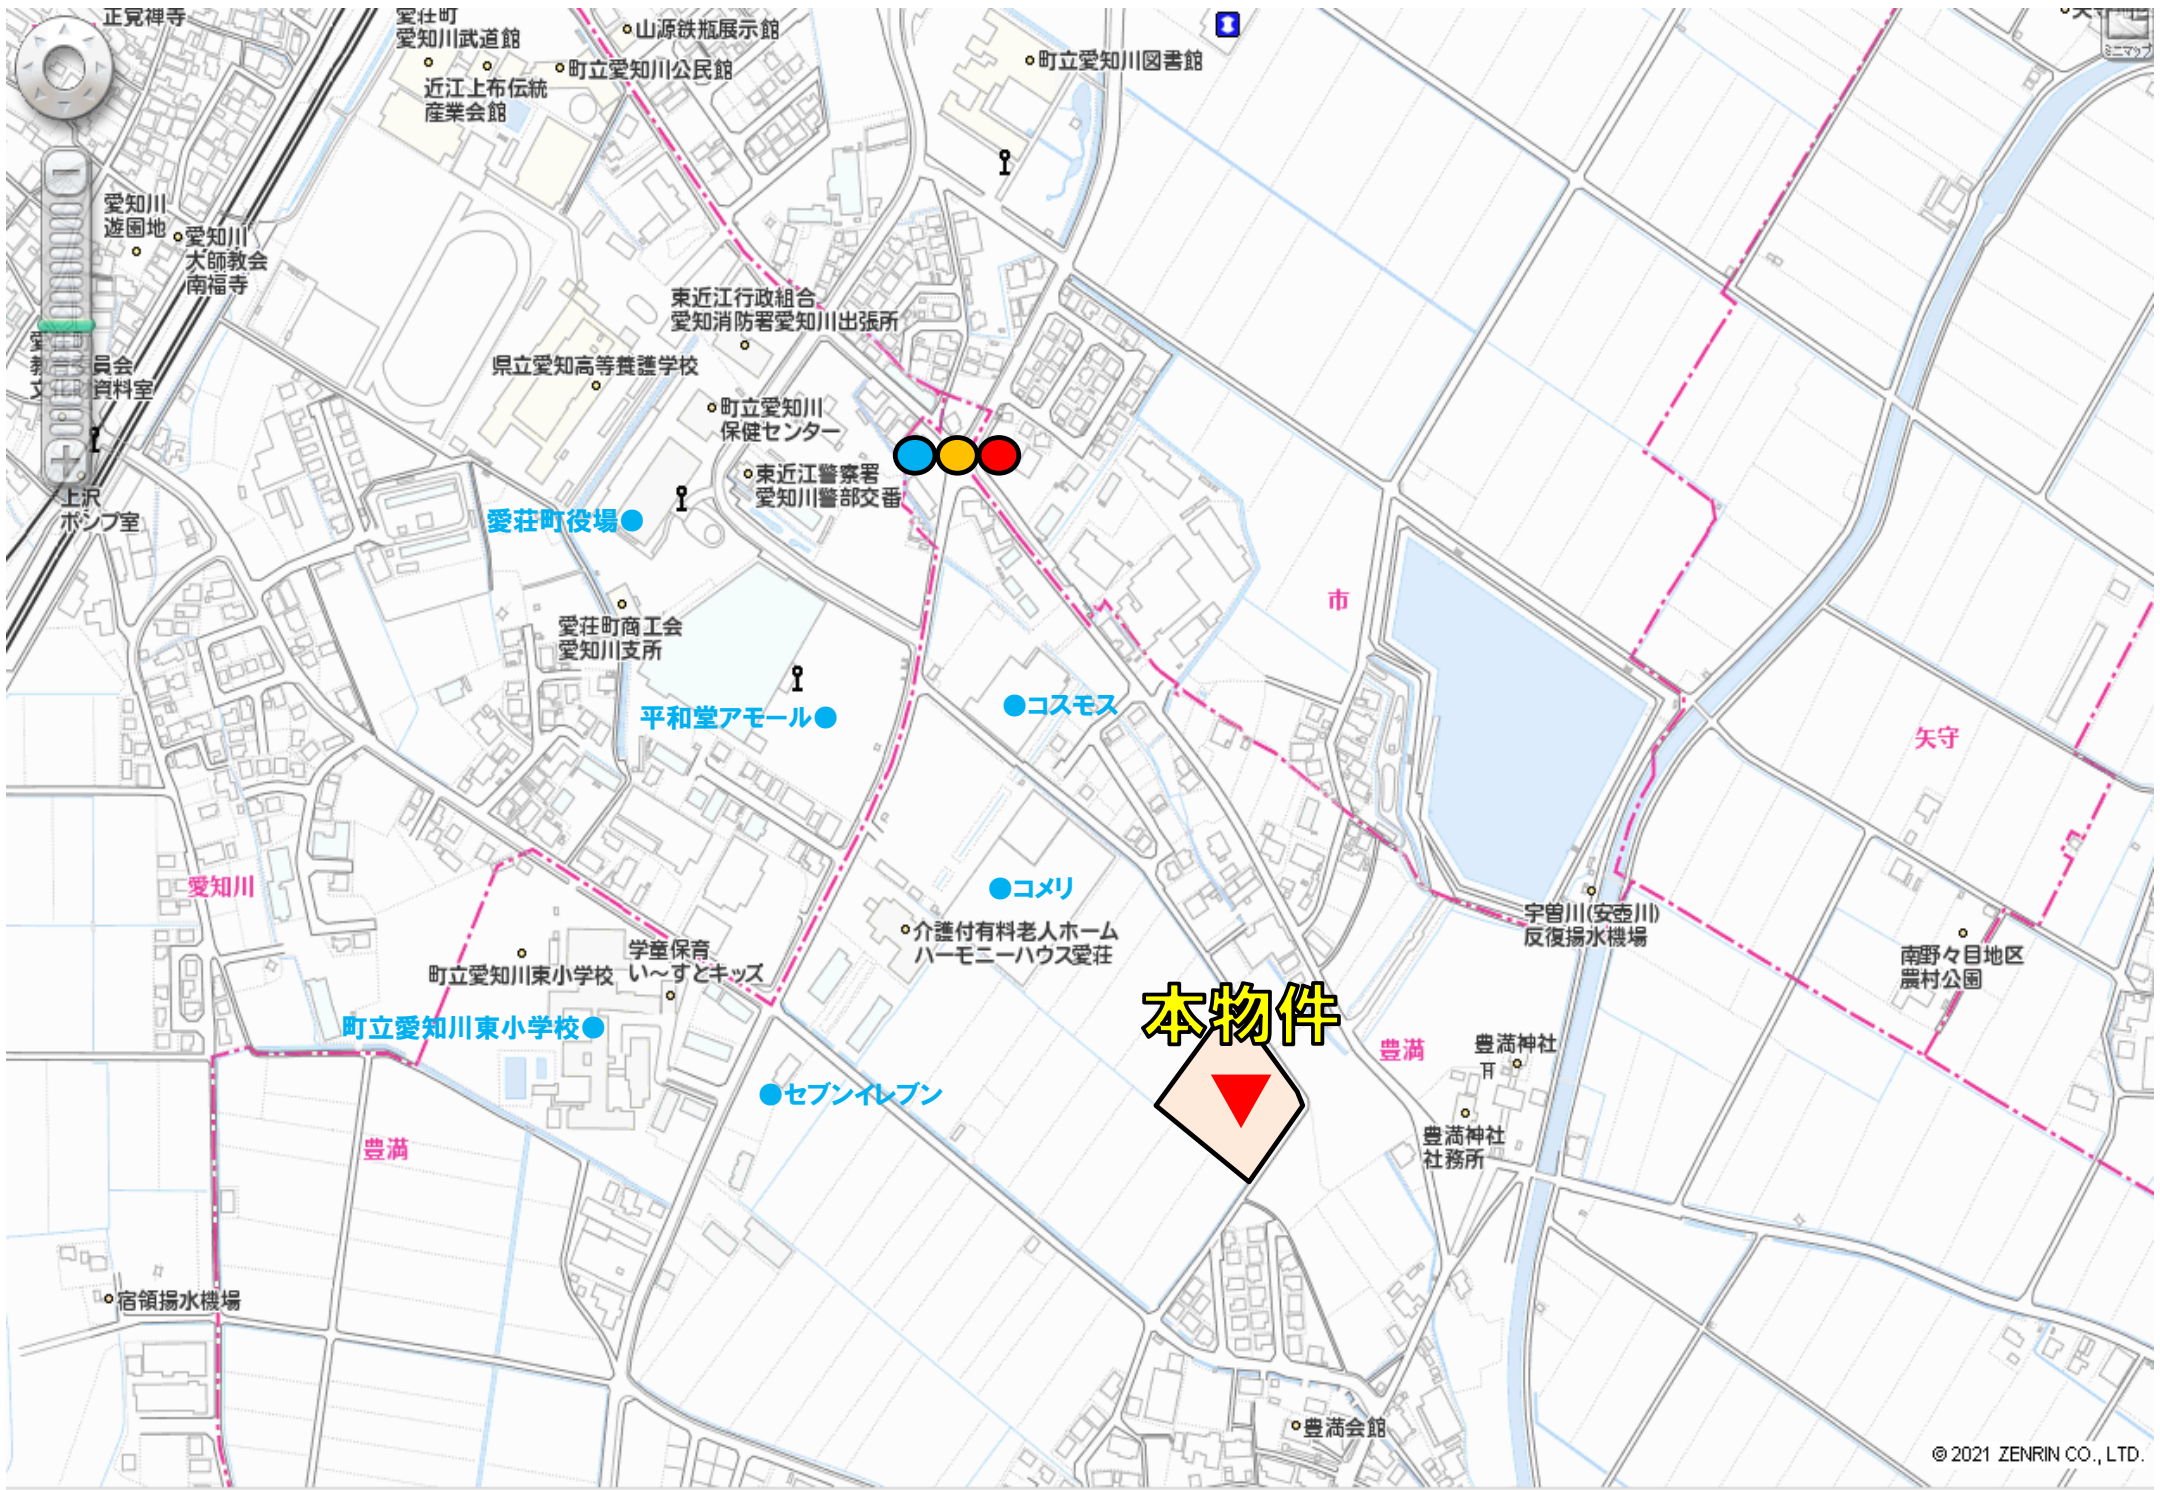 正覚禅寺
愛荘町
愛知川武道館
山源鉄瓶展示館
町立愛知川公民館
近江上布伝統
産業会館
町立愛知川図書館
ミニマップ
愛知川
遊園地
愛知川
大師教会
南福寺
東近江行政組合
愛知消防署愛知川出張所
県立愛知高等養護学校
資料室
町立愛知川
保健センター
東近江警察署
愛知川警部交番
上沢
ポンプ室
愛荘町役場
愛荘町商工会
愛知川支所
平和堂アモール
コスモス
市
矢守
愛知川
コメリ
介護付有料老人ホーム
ハーモニーハウス愛荘
宇曽川(安壺川)
反復揚水機場
南野々目地区
農村公園
学童保育
い～すとキッズ
町立愛知川東小学校
町立愛知川東小学校
本物件
豊満
豊満神社
セブンイレブン
豊満神社
社務所
豊満
宿領揚水機場
豊満会館
© 2021 ZENRIN CO., LTD.